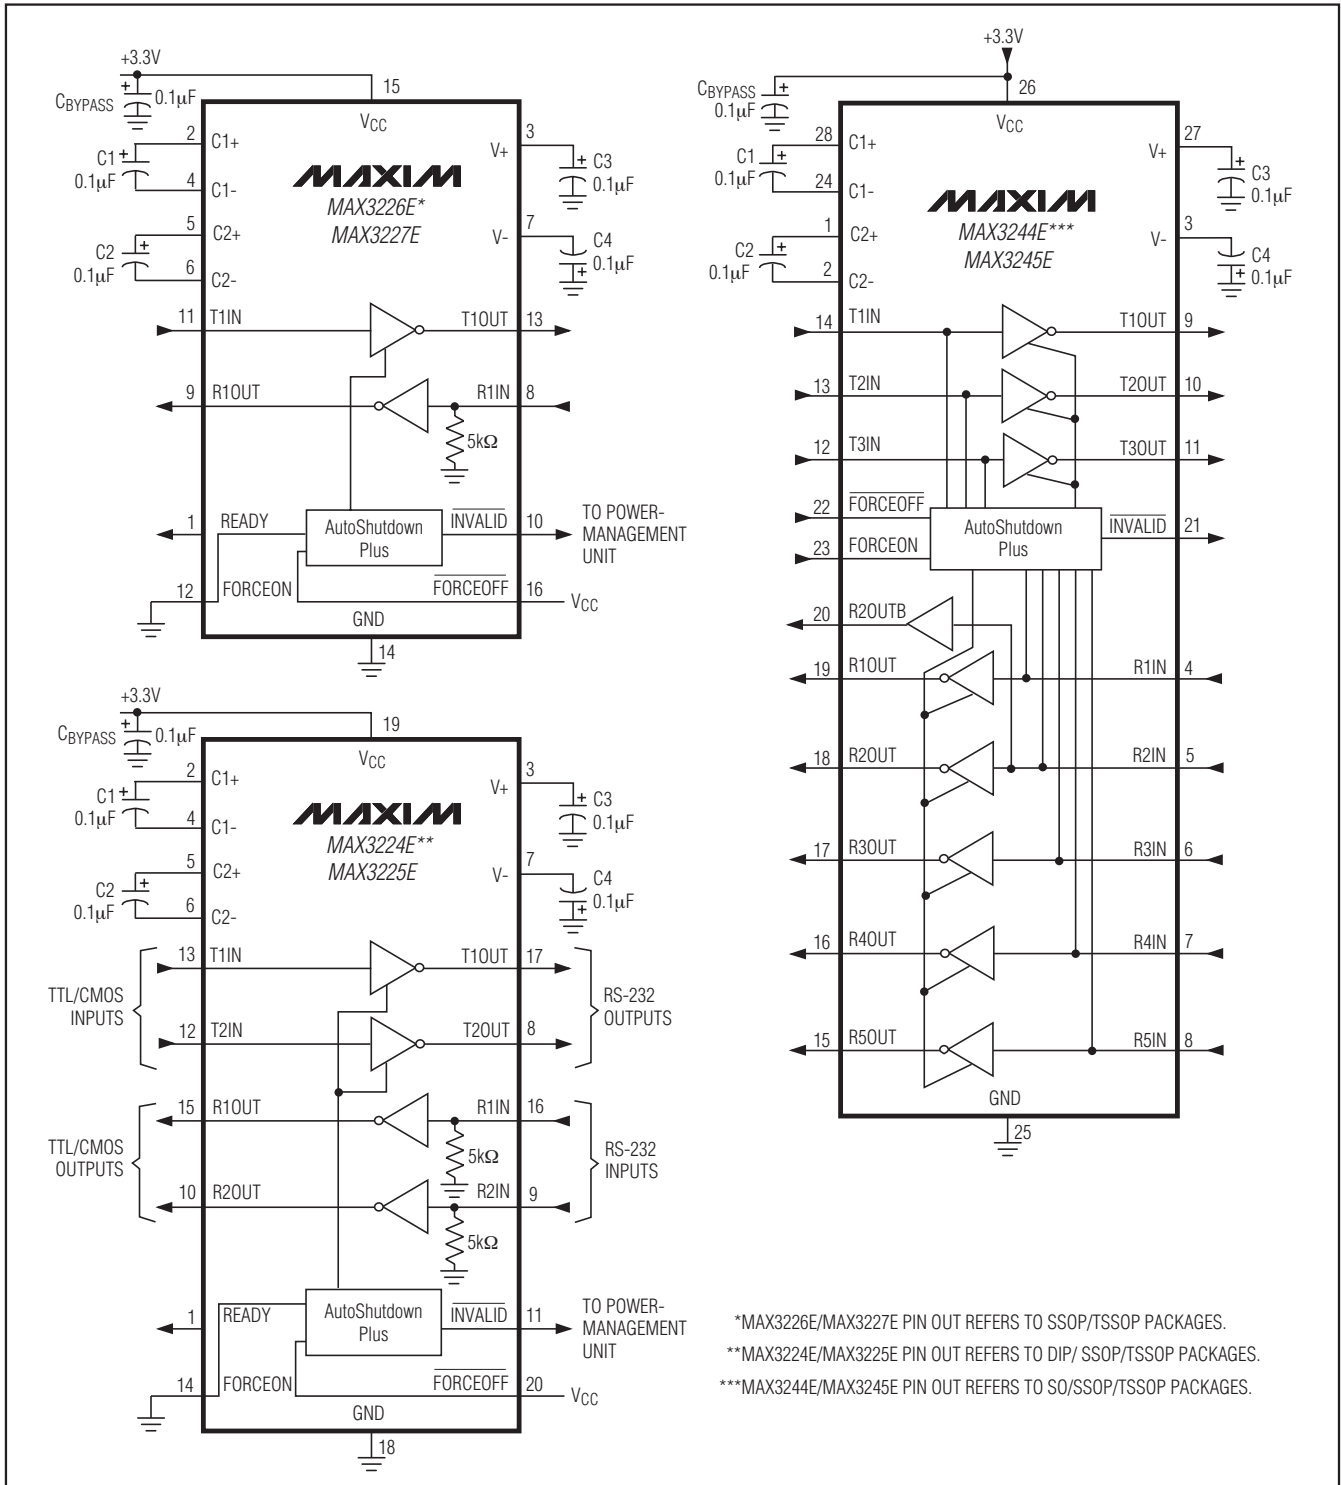 +3.3V
CBYPASS
0.1µF
15
VCC
2
C1+
C1
0.1µF
4
C1-
5
C2+
C2
0.1µF
6
C2-
MAXIM
MAX3226E*
MAX3227E
3
V+
C3
0.1µF
7
V-
C4
0.1µF
11
T1IN
T1OUT
13
9
R1OUT
R1IN
8
5kΩ
1
READY
AutoShutdown
Plus
INVALID
10
TO POWER-
MANAGEMENT
UNIT
12
FORCEON
FORCEOFF
16
VCC
GND
14
+3.3V
CBYPASS
0.1µF
19
VCC
2
C1+
C1
0.1µF
4
C1-
5
C2+
C2
0.1µF
6
C2-
MAXIM
MAX3224E**
MAX3225E
3
V+
C3
0.1µF
7
V-
C4
0.1µF
TTL/CMOS
INPUTS
13
T1IN
T1OUT
17
12
T2IN
T2OUT
8
RS-232
OUTPUTS
TTL/CMOS
OUTPUTS
15
R1OUT
R1IN
16
5kΩ
10
R2OUT
R2IN
9
5kΩ
RS-232
INPUTS
1
READY
AutoShutdown
Plus
INVALID
11
TO POWER-
MANAGEMENT
UNIT
14
FORCEON
FORCEOFF
20
VCC
GND
18
+3.3V
CBYPASS
0.1µF
26
VCC
28
C1+
C1
0.1µF
24
C1-
1
C2+
C2
0.1µF
2
C2-
MAXIM
MAX3244E***
MAX3245E
27
V+
C3
0.1µF
3
V-
C4
0.1µF
14
T1IN
T1OUT
9
13
T2IN
T2OUT
10
12
T3IN
T3OUT
11
22
FORCEOFF
23
FORCEON
AutoShutdown
Plus
INVALID
21
20
R2OUTB
19
R1OUT
R1IN
4
18
R2OUT
R2IN
5
17
R3OUT
R3IN
6
16
R4OUT
R4IN
7
15
R5OUT
R5IN
8
GND
25
*MAX3226E/MAX3227E PIN OUT REFERS TO SSOP/TSSOP PACKAGES.
**MAX3224E/MAX3225E PIN OUT REFERS TO DIP/ SSOP/TSSOP PACKAGES.
***MAX3244E/MAX3245E PIN OUT REFERS TO SO/SSOP/TSSOP PACKAGES.